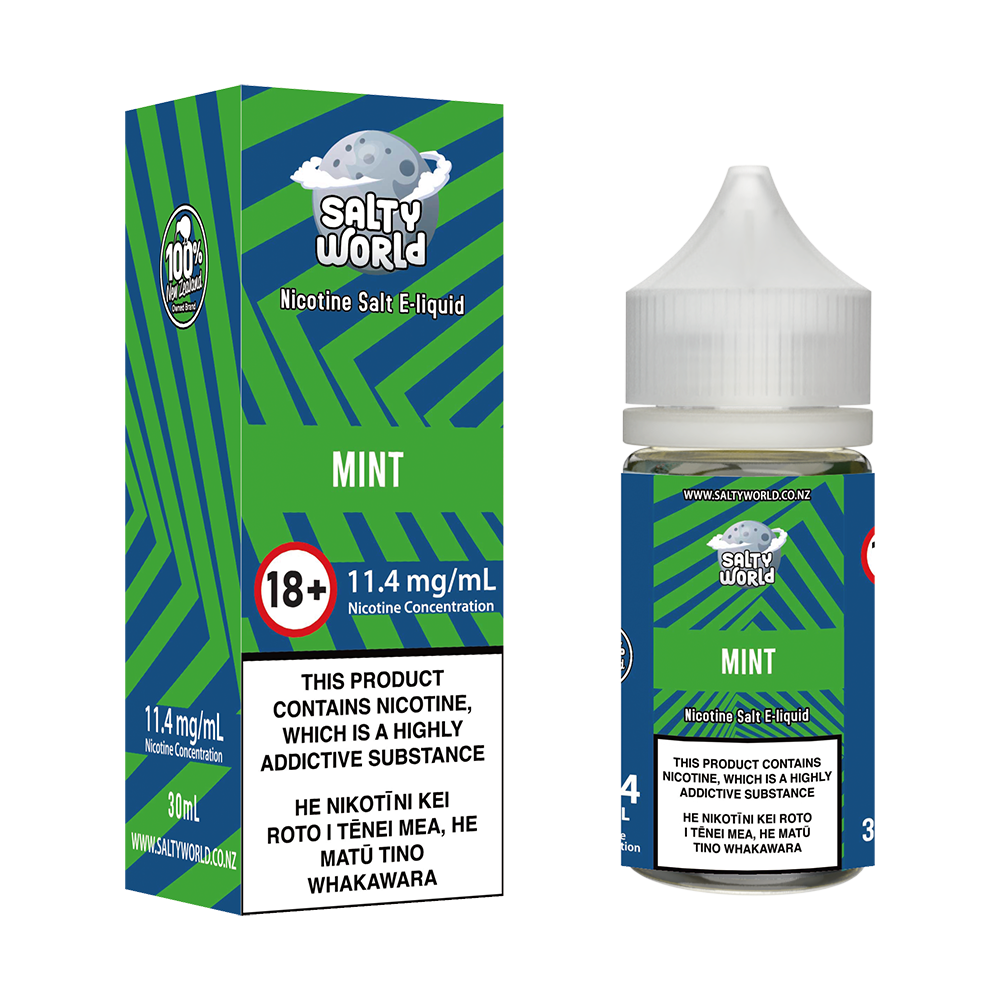 100%
New Zealand
Owned Brand
11.4 mg/mL
Nicotine Concentration
30mL
WWW.SALTYWORLD.CO.NZ
SALTY
WORLD
Nicotine Salt E-liquid
MINT
18+
11.4 mg/mL
Nicotine Concentration
THIS PRODUCT
CONTAINS NICOTINE,
WHICH IS A HIGHLY
ADDICTIVE SUBSTANCE
HE NIKOTĪNI KEI
ROTO I TĒNEI MEA, HE
MATŪ TINO
WHAKAWARA
WWW.SALTYWORLD.CO.NZ
SALTY
WORLD
MINT
Nicotine Salt E-liquid
THIS PRODUCT CONTAINS
NICOTINE, WHICH IS A HIGHLY
ADDICTIVE SUBSTANCE
HE NIKOTĪNI KEI ROTO
I TĒNEI MEA, HE MATŪ
TINO WHAKAWARA